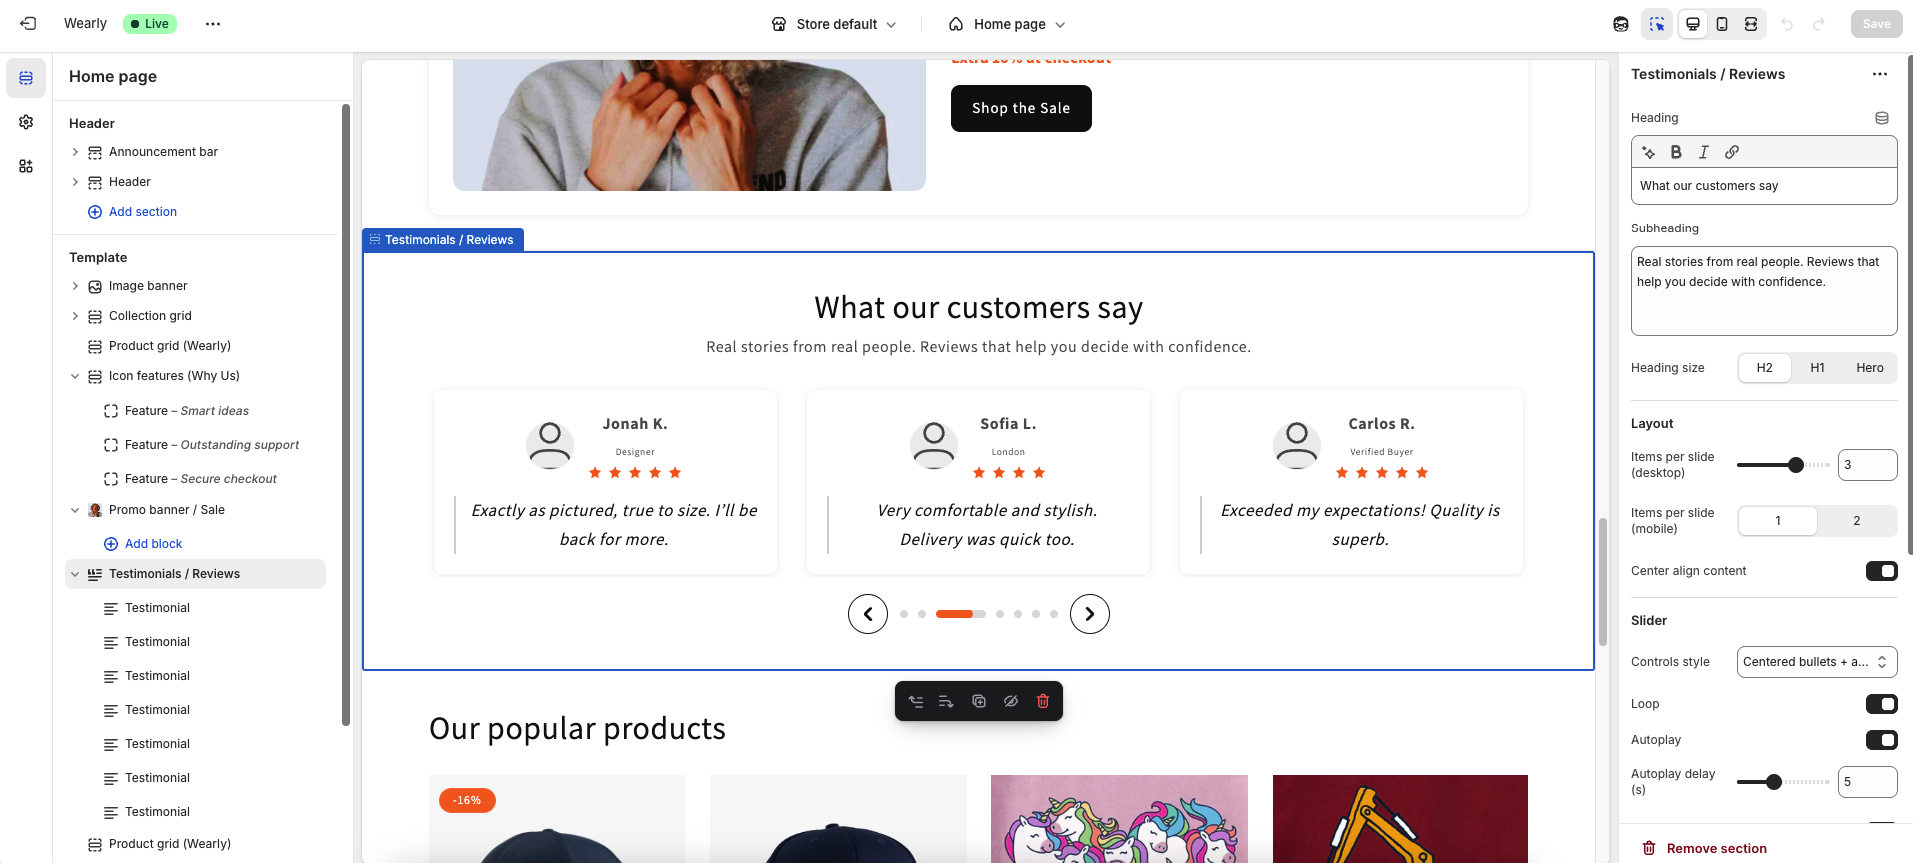 Wearly
Live
Store default
Home page
Save
Home page
Header
Announcement bar
Header
Add section
Template
Image banner
Collection grid
Product grid (Wearly)
Icon features (Why Us)
Feature – Smart ideas
Feature – Outstanding support
Feature – Secure checkout
Promo banner / Sale
Add block
Testimonials / Reviews
Testimonial
Testimonial
Testimonial
Testimonial
Testimonial
Testimonial
Testimonial
Product grid (Wearly)
Extra 10% at checkout
Shop the Sale
Testimonials / Reviews
What our customers say
Real stories from real people. Reviews that help you decide with confidence.
Jonah K.
Designer
Exactly as pictured, true to size. I’ll be
back for more.
Sofia L.
London
Very comfortable and stylish.
Delivery was quick too.
Carlos R.
Verified Buyer
Exceeded my expectations! Quality is
superb.
Our popular products
-16%
Testimonials / Reviews
Heading
B I
What our customers say
Subheading
Real stories from real people. Reviews that
help you decide with confidence.
Heading size
H2
H1
Hero
Layout
Items per slide
(desktop)
3
Items per slide
(mobile)
1
2
Center align content
Slider
Controls style
Centered bullets + a...
Loop
Autoplay
Autoplay delay
(s)
5
Remove section